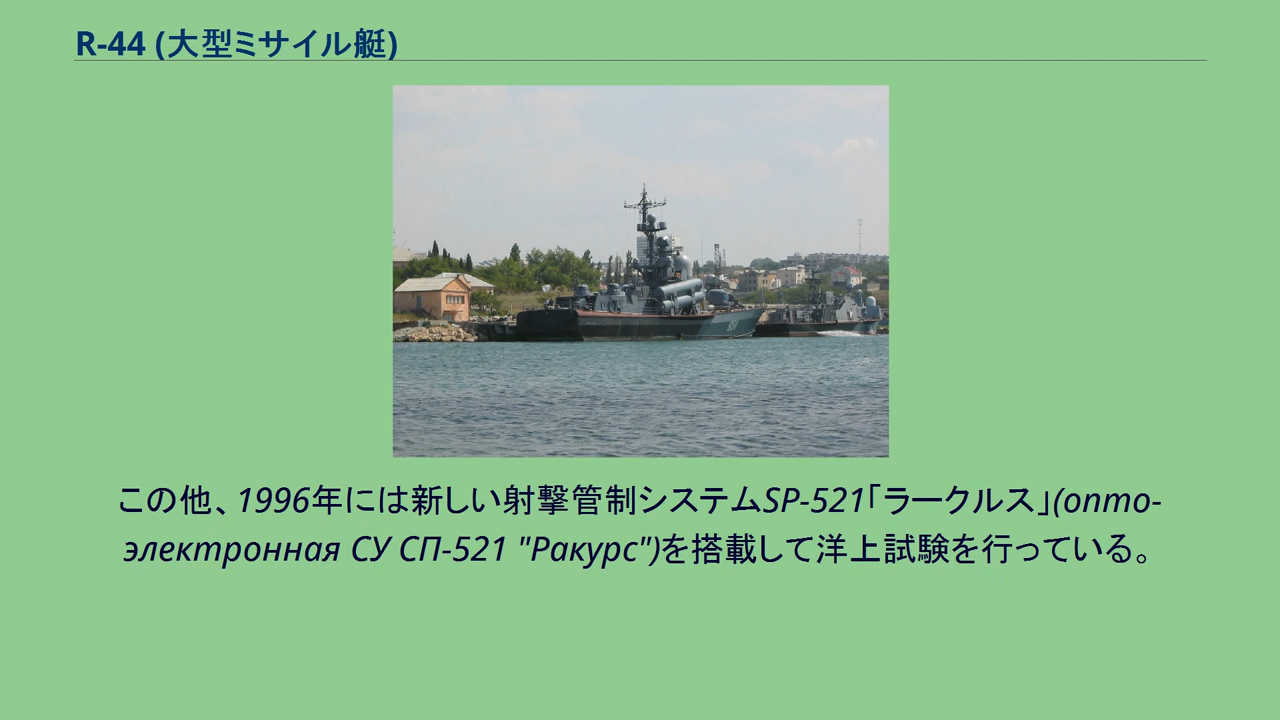 R-44 (大型ミサイル艇)
この他、1996年には新しい射撃管制システムSP-521｢ラークルス｣(опто-
электронная СУ СП-521 "Ракурс")を搭載して洋上試験を行っている。